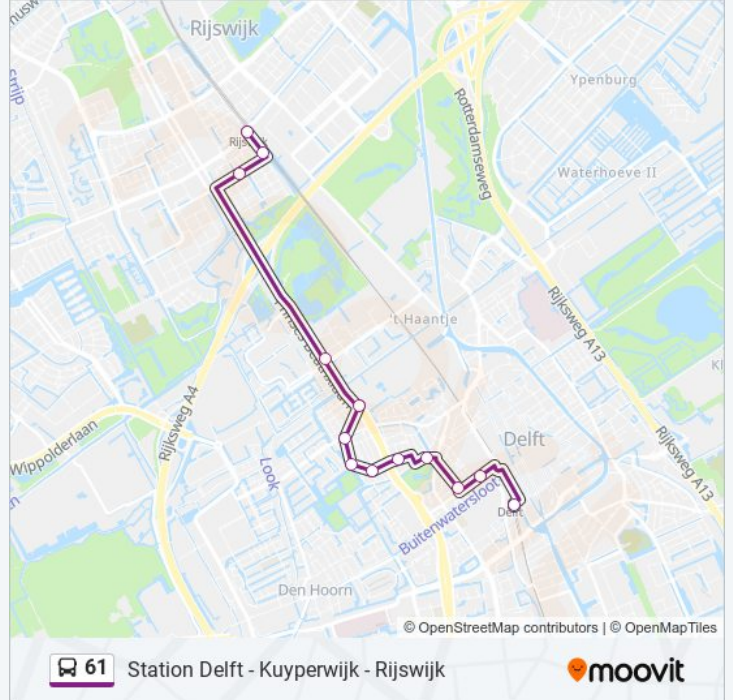 Rijswijk
Strijp
Ypenburg
Rotterdamseweg
Waterhoeve II
't Haantje
Rijksweg A13
Rijksweg A4
Wippolderlaan
Delft
Look
Rijksweg A13
Buitenwatersloot
Delft
Den Hoorn
© OpenStreetMap contributors | © OpenMapTiles
61 Station Delft - Kuyperwijk - Rijswijk
moovit